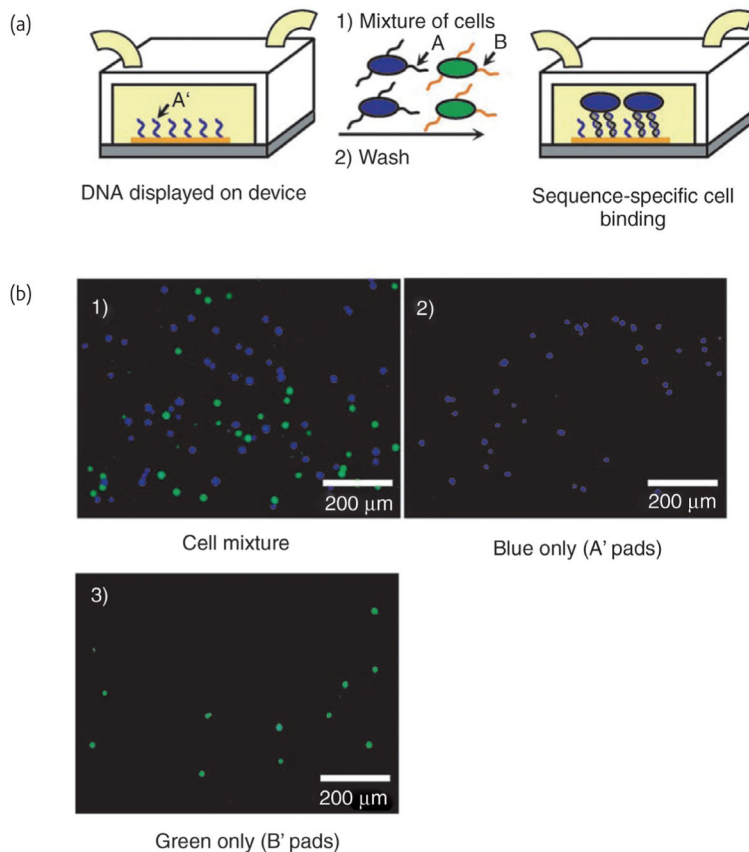 (a)
1) Mixture of cells
A
B
A‘
2) Wash
DNA displayed on device
Sequence-specific cell
binding
(b)
1)
200 μm
2)
200 μm
Cell mixture
Blue only (A’ pads)
3)
200 μm
Green only (B’ pads)